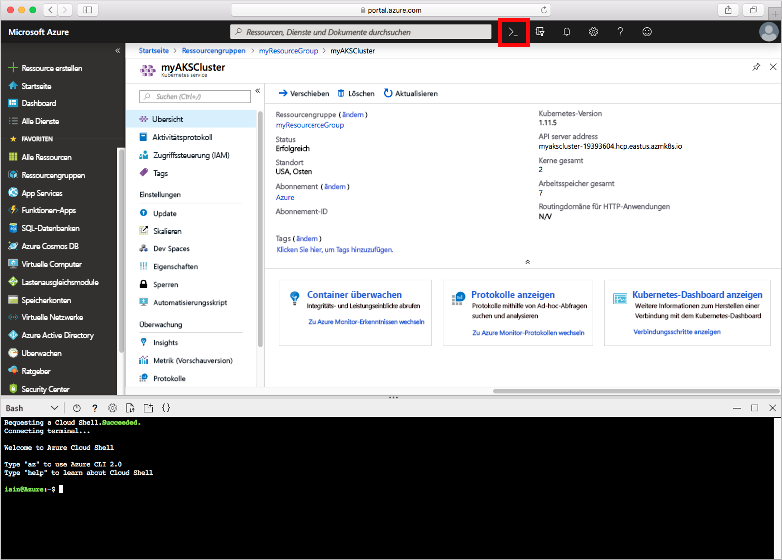 portal.azure.com
Microsoft Azure
Ressourcen, Dienste und Dokumente durchsuchen
Startseite > Ressourcengruppen > myResourceGroup > myAKSCluster
myAKSCluster
Kubernetes service
Ressource erstellen
Startseite
Dashboard
Alle Dienste
FAVORITEN
Alle Ressourcen
Ressourcengruppen
App Services
Funktionen-Apps
SQL-Datenbanken
Azure Cosmos DB
Virtuelle Computer
Lastenausgleichsmodule
Speicherkonten
Virtuelle Netzwerke
Azure Active Directory
Überwachen
Ratgeber
Security Center
Suchen (Ctrl+/)
Übersicht
Aktivitätsprotokoll
Zugriffssteuerung (IAM)
Tags
Einstellungen
Update
Skalieren
Dev Spaces
Eigenschaften
Sperren
Automatisierungsskript
Überwachung
Insights
Metrik (Vorschauversion)
Protokolle
Verschieben Löschen Aktualisieren
Ressourcengruppe (ändern)
myResourcerceGroup
Status
Erfolgreich
Standort
USA, Osten
Abonnement (ändern)
Azure
Abonnement-ID
Tags (ändern)
Klicken Sie hier, um Tags hinzuzufügen.
Kubernetes-Version
1.11.5
API server address
myakscluster-19393604.hcp.eastus.azmk8s.io
Kerne gesamt
2
Arbeitsspeicher gesamt
7
Routingdomäne für HTTP-Anwendungen
N/V
Container überwachen
Integritäts- und Leistungseinblicke abrufen
Zu Azure Monitor-Erkenntnissen wechseln
Protokolle anzeigen
Protokolle mithilfe von Ad-hoc-Abfragen
suchen und analysieren
Zu Azure Monitor-Protokollen wechseln
Kubernetes-Dashboard anzeigen
Weitere Informationen zum Herstellen einer
Verbindung mit dem Kubernetes-Dashboard
Verbindungsschritte anzeigen
Bash
Requesting a Cloud Shell.Succeeded.
Connecting terminal...
Welcome to Azure Cloud Shell
Type "az" to use Azure CLI 2.0
Type "help" to learn about Cloud Shell
iain@Azure:~$